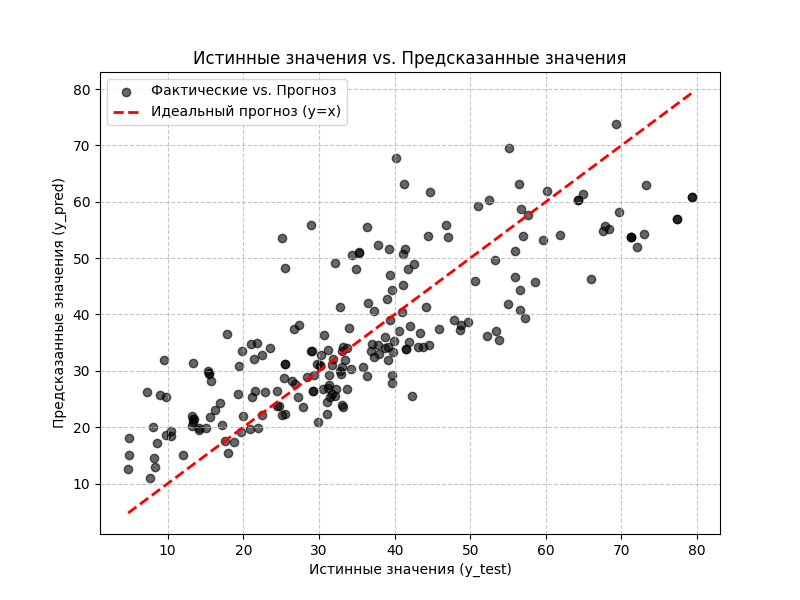 Истинные значения vs. Предсказанные значения
Фактические vs. Прогноз
Идеальный прогноз (y=x)
Предсказанные значения (y_pred)
80
70
60
50
40
30
20
10
10 20 30 40 50 60 70 80
Истинные значения (y_test)